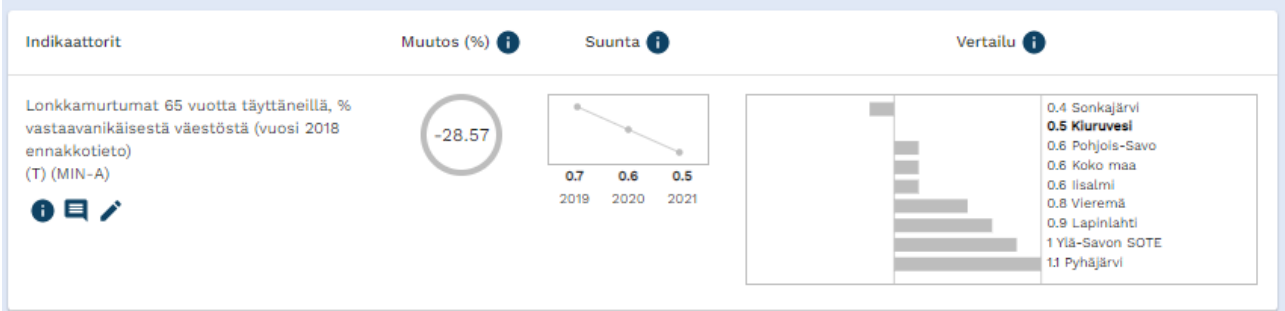 Indikaattorit Muutos (%) Suunta Vertailu
Lonkkamurtumat 65 vuotta täyttäneillä, %
vastaavanikäisestä väestöstä (vuosi 2018
ennakkotieto)
(T) (MIN-A)
-28.57
0.7 0.6 0.5
2019 2020 2021
0.4 Sonkajärvi
0.5 Kiuruvesi
0.6 Pohjois-Savo
0.6 Koko maa
0.6 Iisalmi
0.8 Vieremä
0.9 Lapinlahti
1 Ylä-Savon SOTE
1.1 Pyhäjärvi